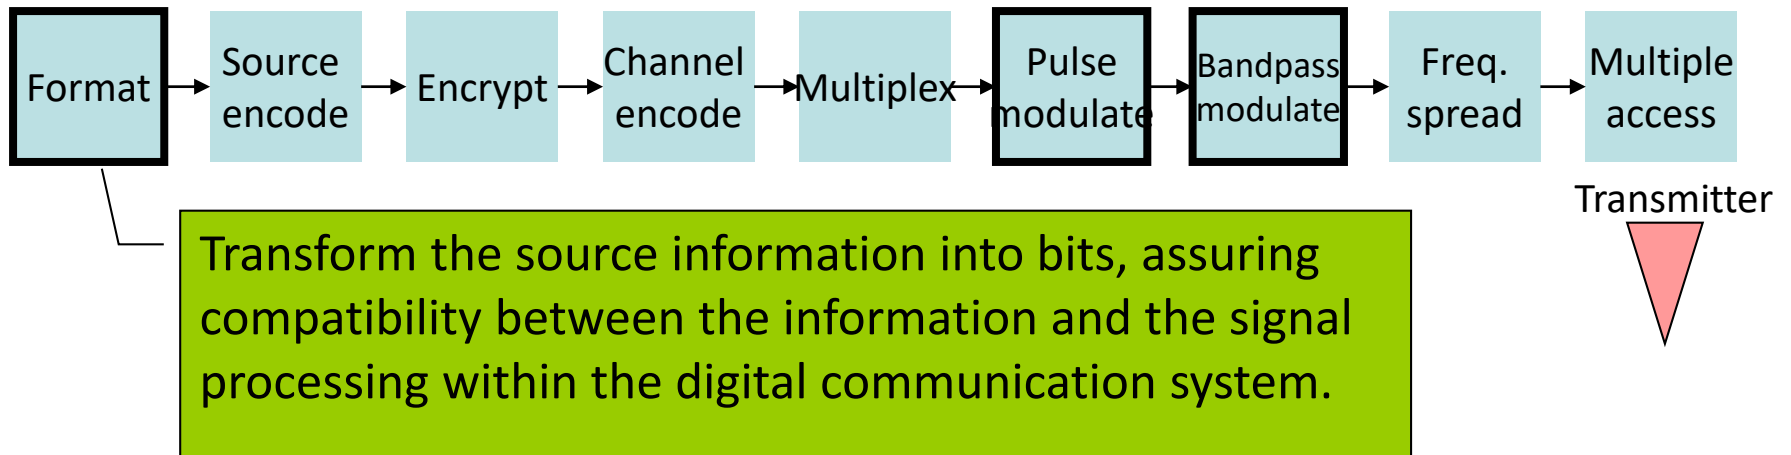 Format
Source
encode
Encrypt
Channel
encode
Multiplex
Pulse
modulate
Bandpass
modulate
Freq.
spread
Multiple
access
Transmitter
Transform the source information into bits, assuring
compatibility between the information and the signal
processing within the digital communication system.